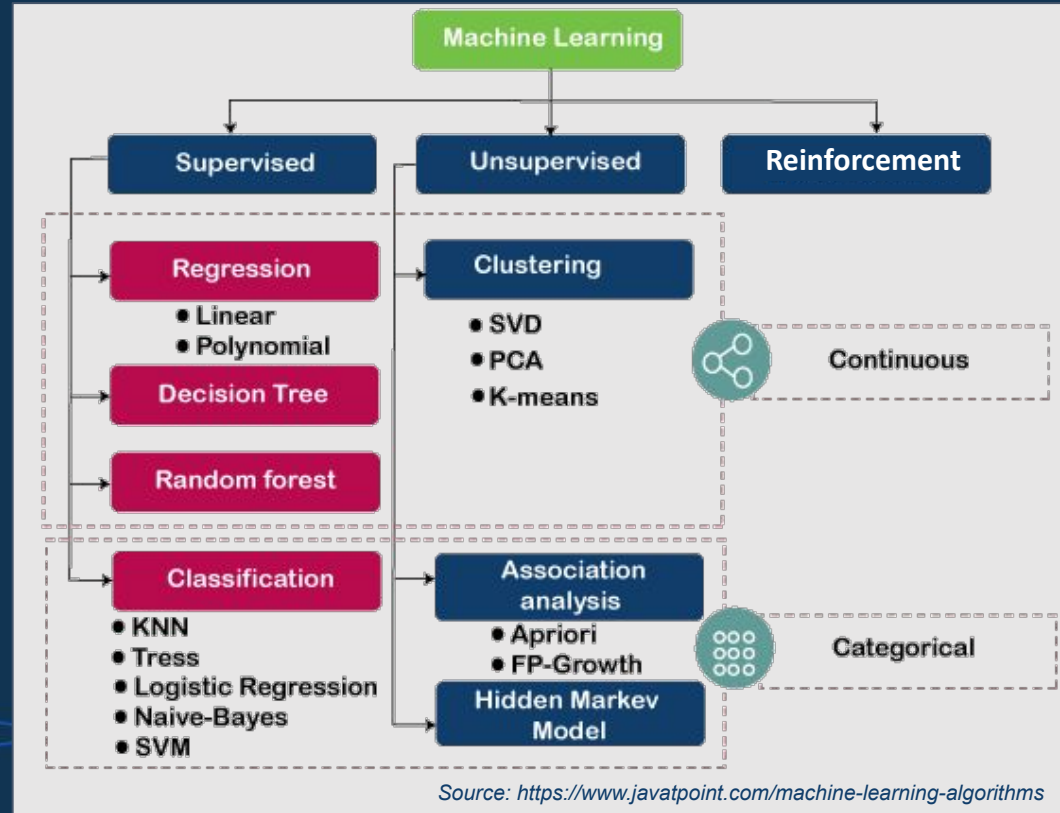 Machine Learning
Supervised
Unsupervised
Reinforcement
Regression
• Linear
• Polynomial
Decision Tree
Random forest
Clustering
• SVD
• PCA
• K-means
Continuous
Classification
• KNN
• Tress
• Logistic Regression
• Naive-Bayes
• SVM
Association
analysis
• Apriori
• FP-Growth
Hidden Markev
Model
Categorical
Source: https://www.javatpoint.com/machine-learning-algorithms